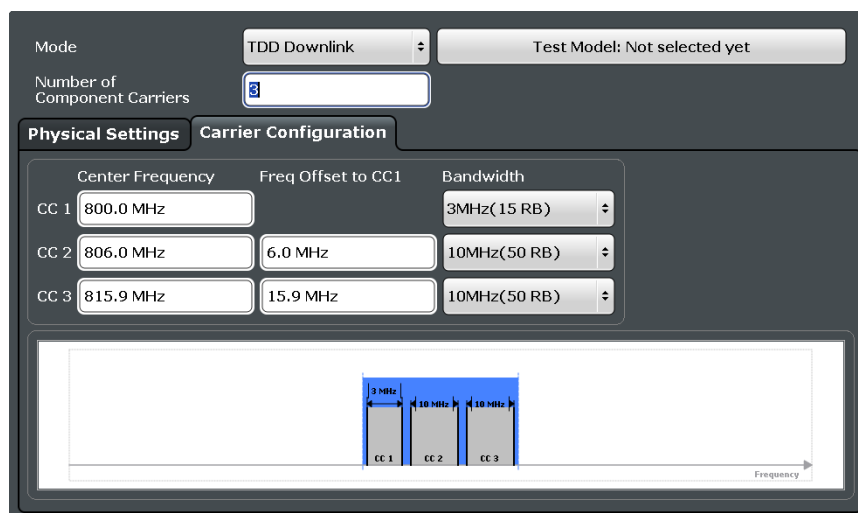 Mode TDD Downlink Test Model: Not selected yet
Number of
Component Carriers 3
Physical Settings Carrier Configuration
Center Frequency Freq Offset to CC1 Bandwidth
CC 1 800.0 MHz 3MHz(15 RB)
CC 2 806.0 MHz 6.0 MHz 10MHz(50 RB)
CC 3 815.9 MHz 15.9 MHz 10MHz(50 RB)
3 MHz
10 MHz 10 MHz
CC 1 CC 2 CC 3
Frequency